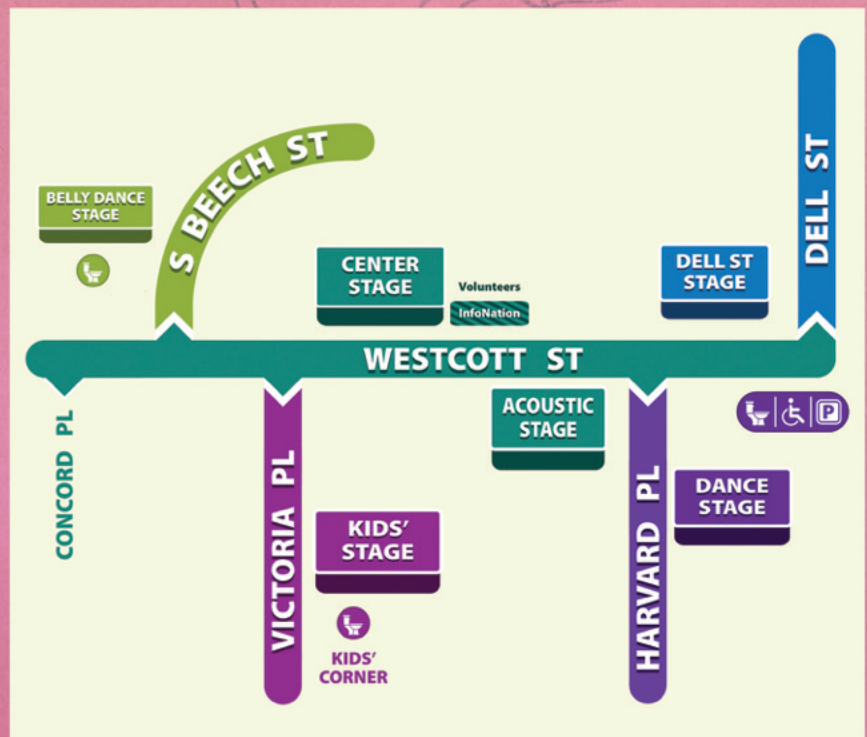 S BEECH ST
DELL ST
BELLY DANCE
STAGE
CENTER
STAGE
Volunteers
InfoNation
DELL ST
STAGE
WESTCOTT ST
CONCORD PL
VICTORIA PL
ACOUSTIC
STAGE
HARVARD PL
P
DANCE
STAGE
KIDS'
STAGE
KIDS'
CORNER